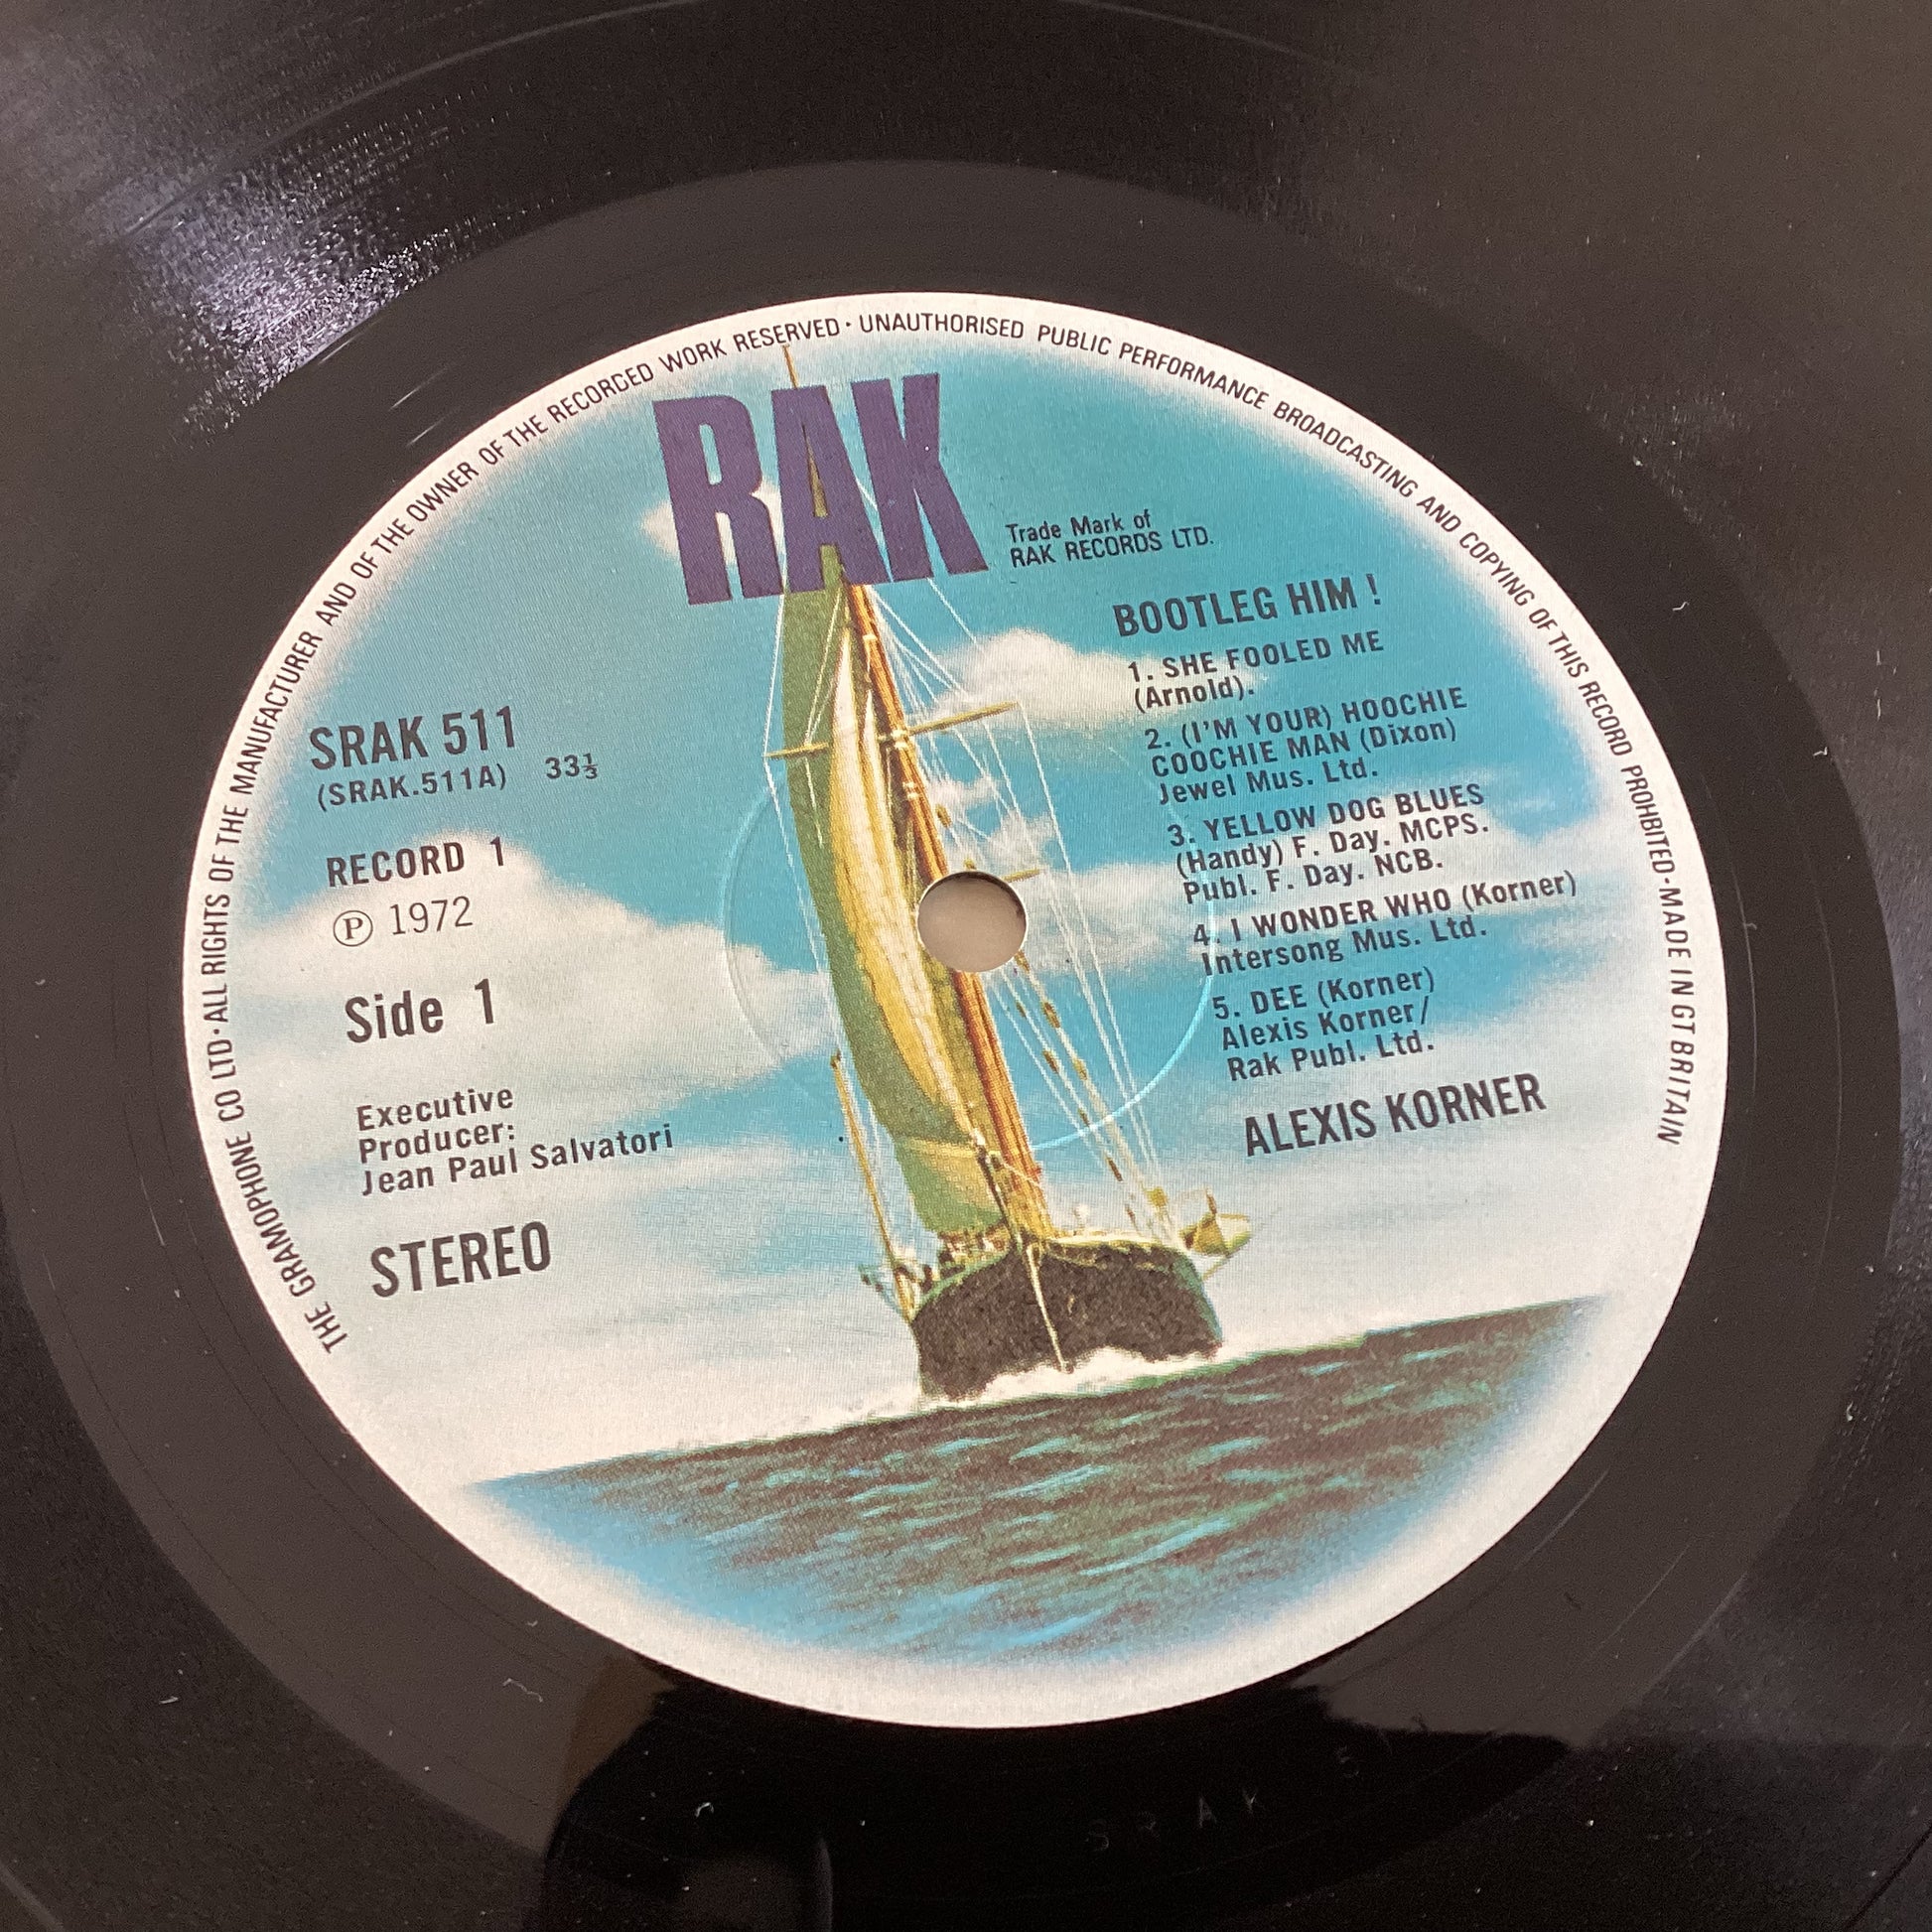 THE GRAMOPHONE CO LTD · ALL RIGHTS OF THE MANUFACTURER AND OF THE OWNER OF THE RECORDED WORK RESERVED · UNAUTHORISED PUBLIC PERFORMANCE BROADCASTING AND COPYING OF THIS RECORD PROHIBITED · MADE IN GT BRITAIN
RAK
Trade Mark of
RAK RECORDS LTD.
SRAK 511
(SRAK.511A) 33⅓
RECORD 1
℗ 1972
Side 1
Executive
Producer:
Jean Paul Salvatori
STEREO
BOOTLEG HIM !
1. SHE FOOLED ME
(Arnold).
2. (I'M YOUR) HOOCHIE
COOCHIE MAN (Dixon)
Jewel Mus. Ltd.
3. YELLOW DOG BLUES
(Handy) F. Day. MCPS.
Publ. F. Day. NCB.
4. I WONDER WHO (Korner)
Intersong Mus. Ltd.
5. DEE (Korner)
Alexis Korner/
Rak Publ. Ltd.
ALEXIS KORNER
SRAK 5